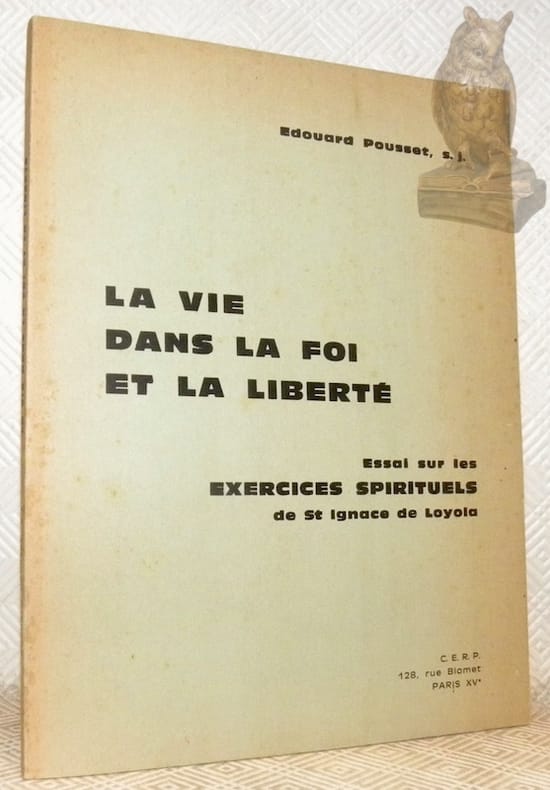 Edouard Pousset, s. j.
LA VIE
DANS LA FOI
ET LA LIBERTÉ
Essai sur les
EXERCICES SPIRITUELS
de St Ignace de Loyola
C. E. R. P.
128, rue Blomet
PARIS XVᵉ